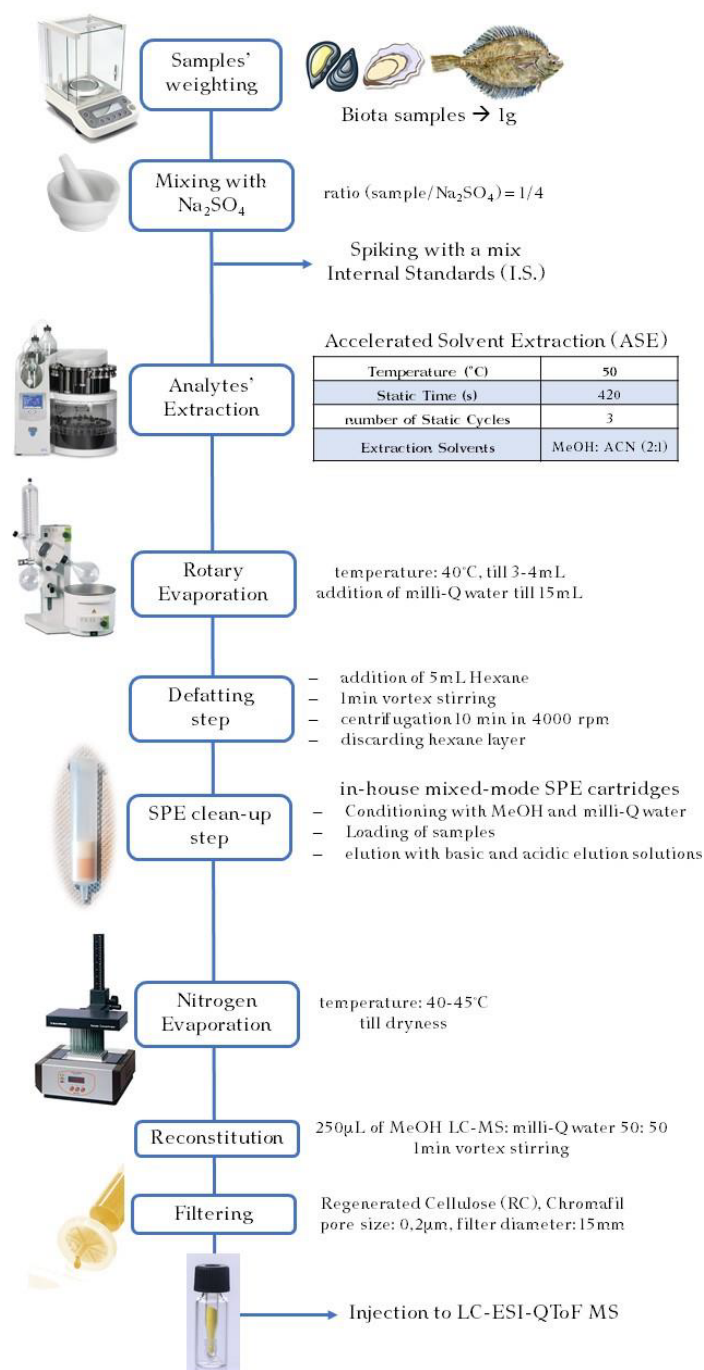 Samples'
weighting
Biota samples → 1g
Mixing with
Na₂SO₄
ratio (sample/Na₂SO₄) = 1/4
Spiking with a mix
Internal Standards (I.S.)
Accelerated Solvent Extraction (ASE)
Analytes'
Extraction
Temperature (°C) 50
Static Time (s) 420
number of Static Cycles 3
Extraction Solvents MeOH: ACN (2:1)
Rotary
Evaporation
temperature: 40°C, till 3-4mL
addition of milli-Q water till 15mL
Defatting
step
– addition of 5mL Hexane
– 1min vortex stirring
– centrifugation 10 min in 4000 rpm
– discarding hexane layer
SPE clean-up
step
in-house mixed-mode SPE cartridges
– Conditioning with MeOH and milli-Q water
– Loading of samples
– elution with basic and acidic elution solutions
Nitrogen
Evaporation
temperature: 40-45°C
till dryness
Reconstitution
250μL of MeOH LC-MS: milli-Q water 50: 50
1min vortex stirring
Filtering
Regenerated Cellulose (RC), Chromafil
pore size: 0,2μm, filter diameter: 15mm
Injection to LC-ESI-QToF MS